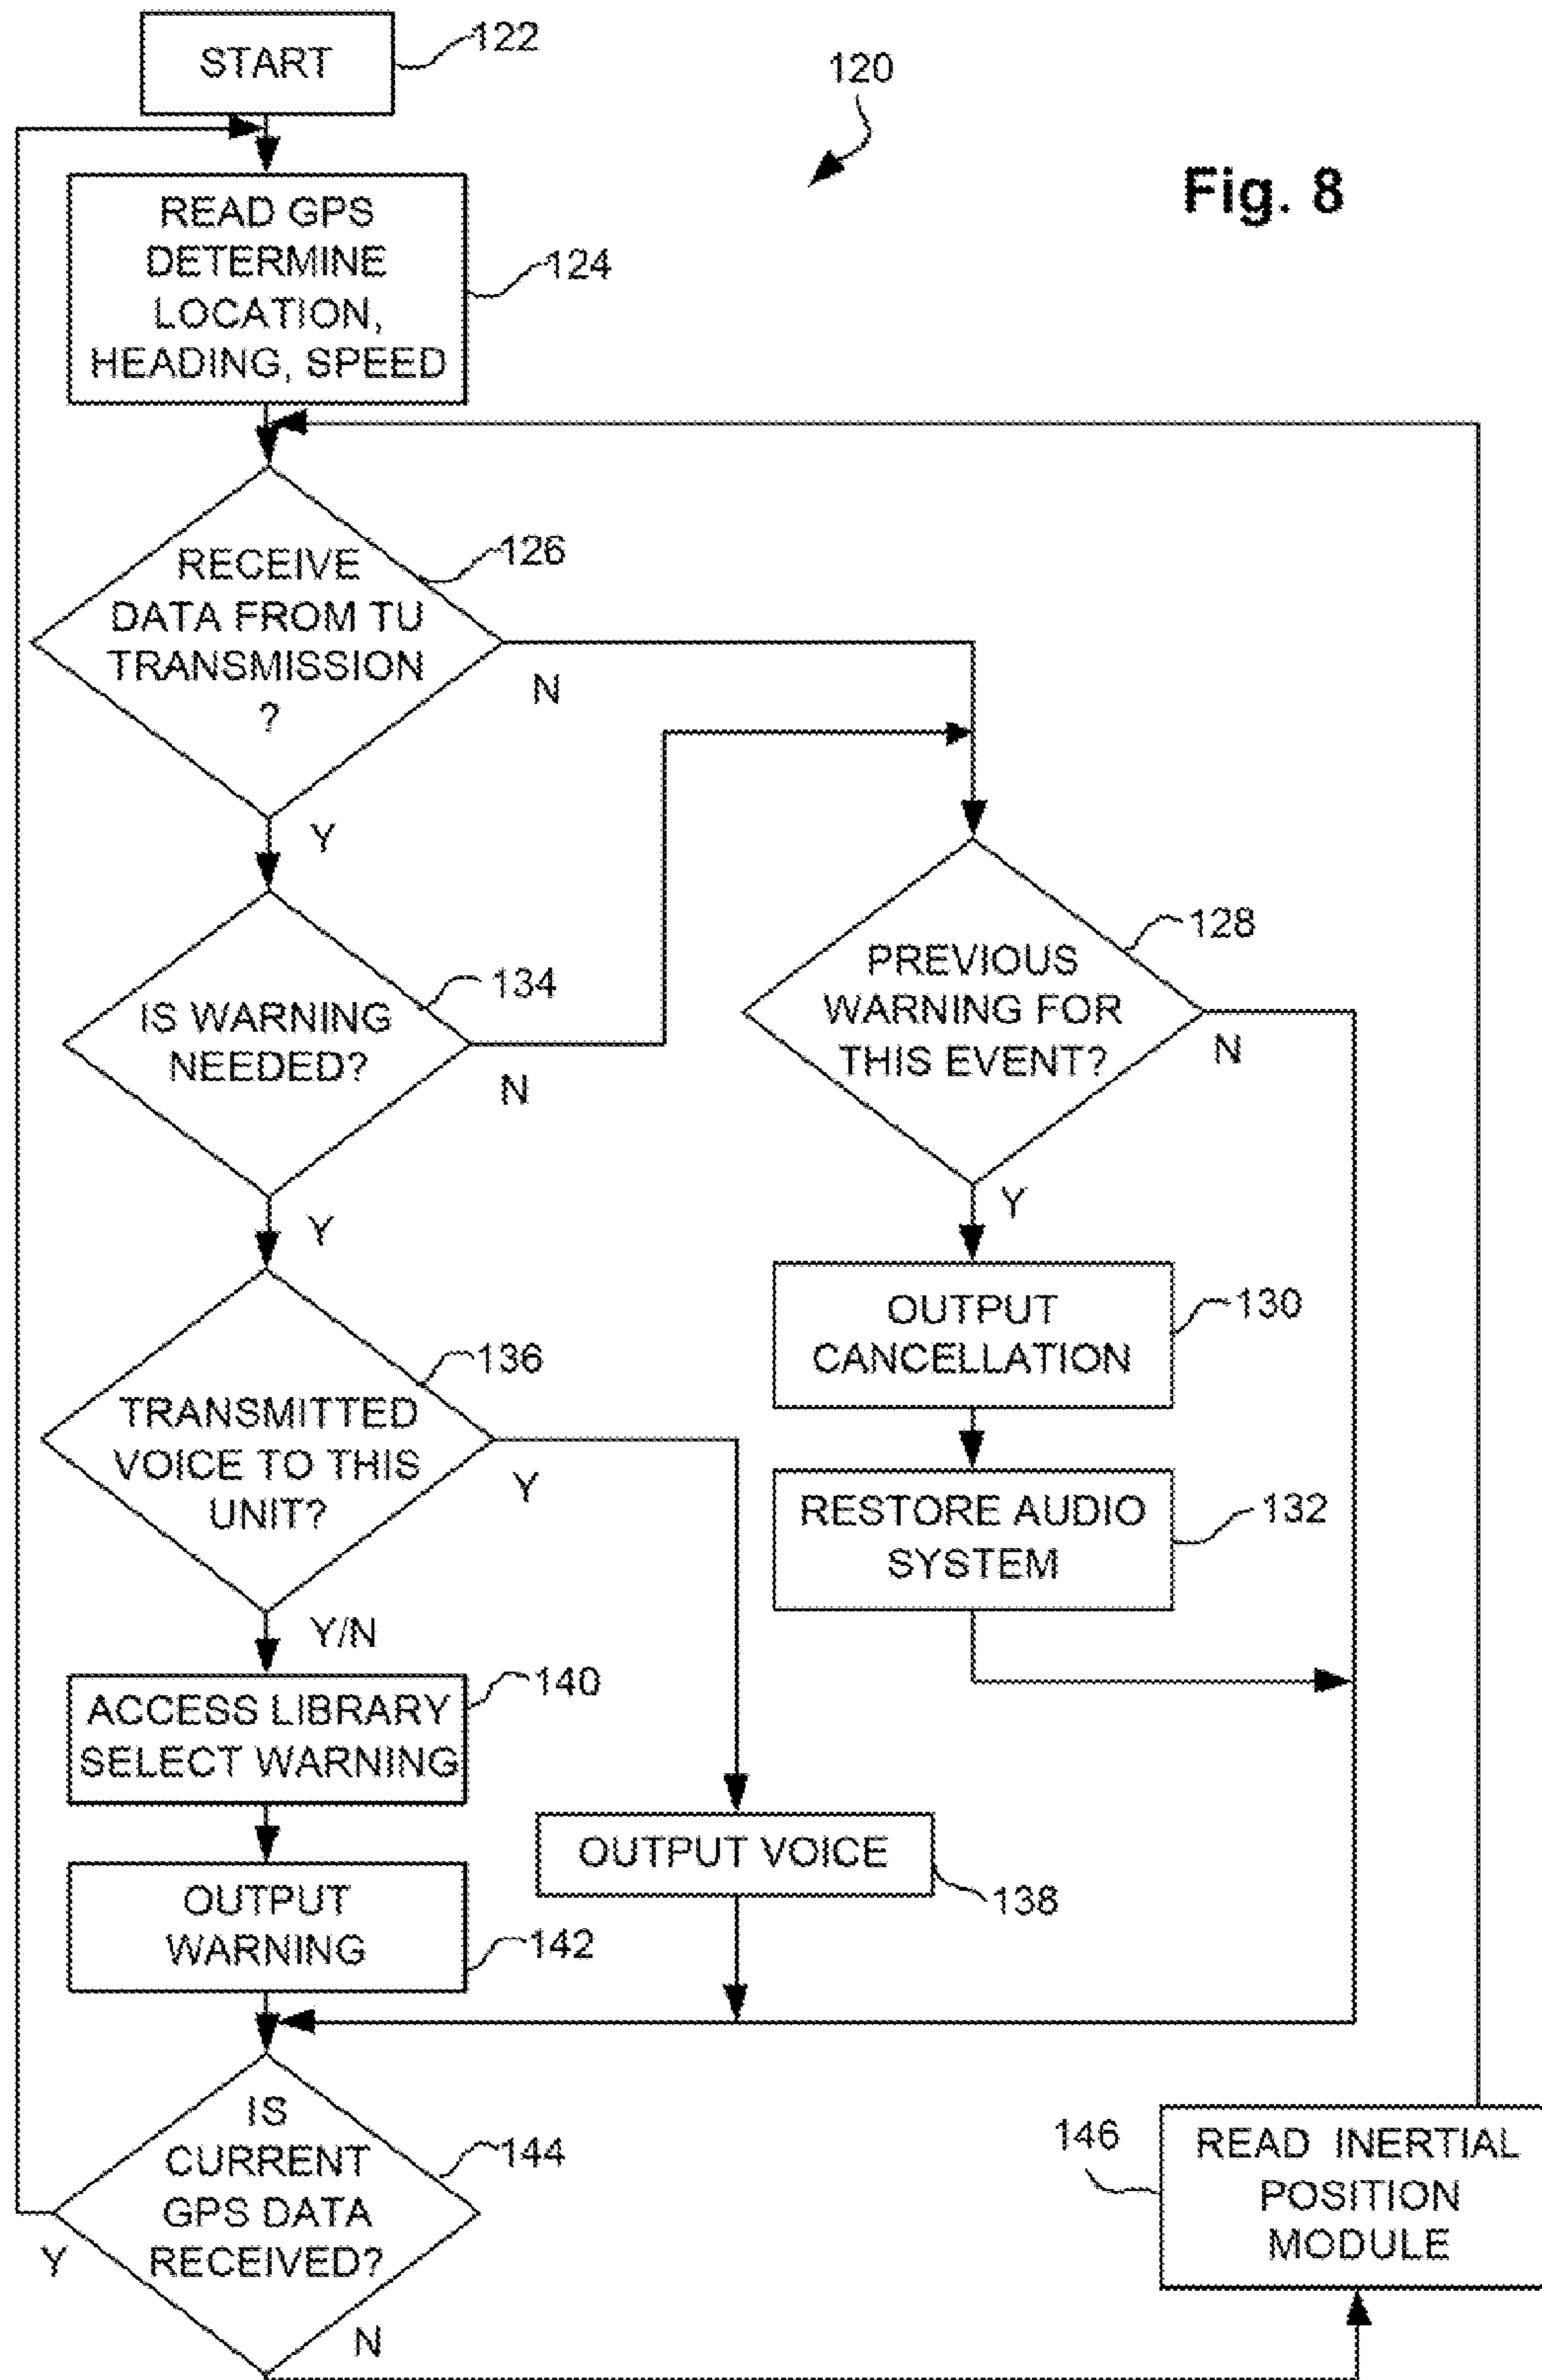 START
122
120
Fig. 8
READ GPS
DETERMINE
LOCATION,
HEADING, SPEED
124
RECEIVE
DATA FROM TU
TRANSMISSION
?
126
N
Y
IS WARNING
NEEDED?
134
N
Y
PREVIOUS
WARNING FOR
THIS EVENT?
128
N
Y
OUTPUT
CANCELLATION
130
RESTORE AUDIO
SYSTEM
132
TRANSMITTED
VOICE TO THIS
UNIT?
136
Y
Y/N
ACCESS LIBRARY
SELECT WARNING
140
OUTPUT VOICE
138
OUTPUT
WARNING
142
IS
CURRENT
GPS DATA
RECEIVED?
144
Y
N
146
READ INERTIAL
POSITION
MODULE